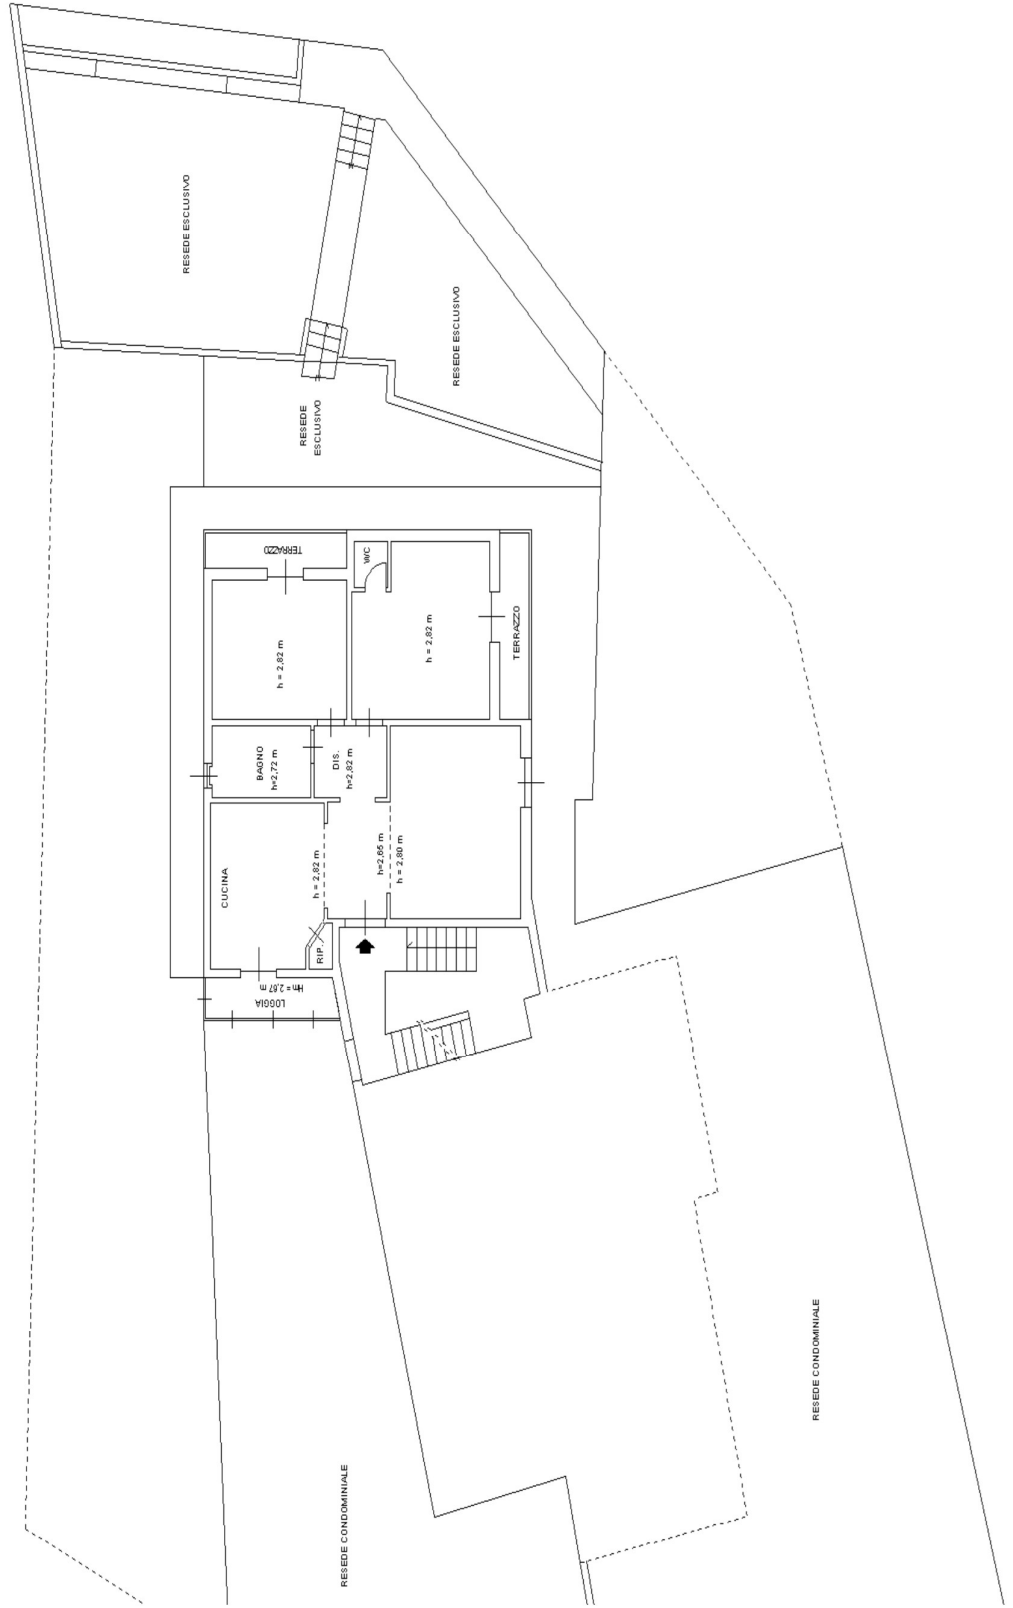 RESEDE ESCLUSIVO
RESEDE ESCLUSIVO
RESEDE
ESCLUSIVO
TERRAZZO
WC
h = 2,82 m
h = 2,82 m
TERRAZZO
BAGNO
h=2,72 m
DIS.
h=2,82 m
CUCINA
h = 2,82 m
h=2,65 m
h = 2,80 m
RIP.
LOGGIA
Hm = 2,67 m
RESEDE CONDOMINIALE
RESEDE CONDOMINIALE